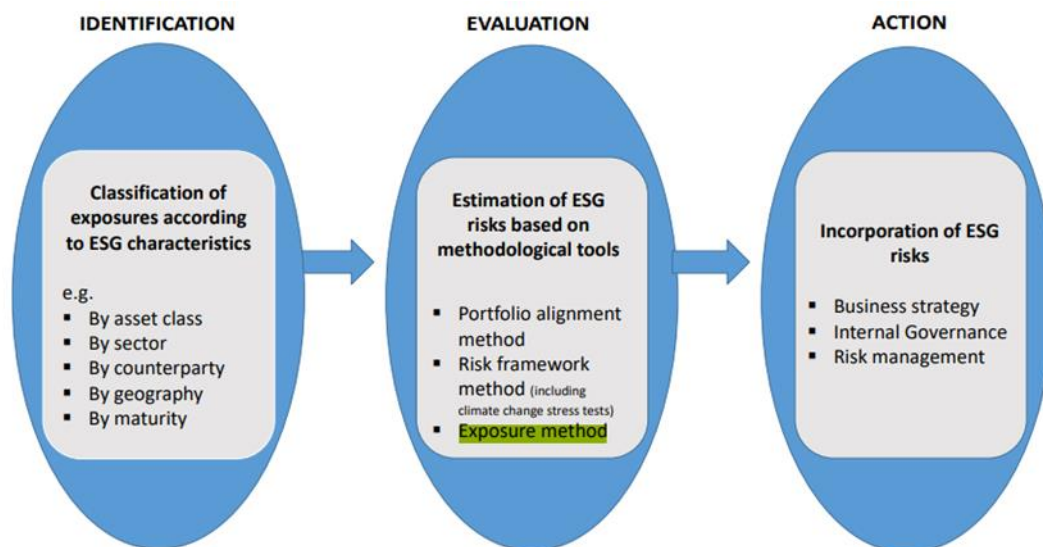 IDENTIFICATION
Classification of
exposures according
to ESG characteristics
e.g.
▪ By asset class
▪ By sector
▪ By counterparty
▪ By geography
▪ By maturity
EVALUATION
Estimation of ESG
risks based on
methodological tools
▪ Portfolio alignment
method
▪ Risk framework
method (including
climate change stress tests)
▪ Exposure method
ACTION
Incorporation of ESG
risks
▪ Business strategy
▪ Internal Governance
▪ Risk management